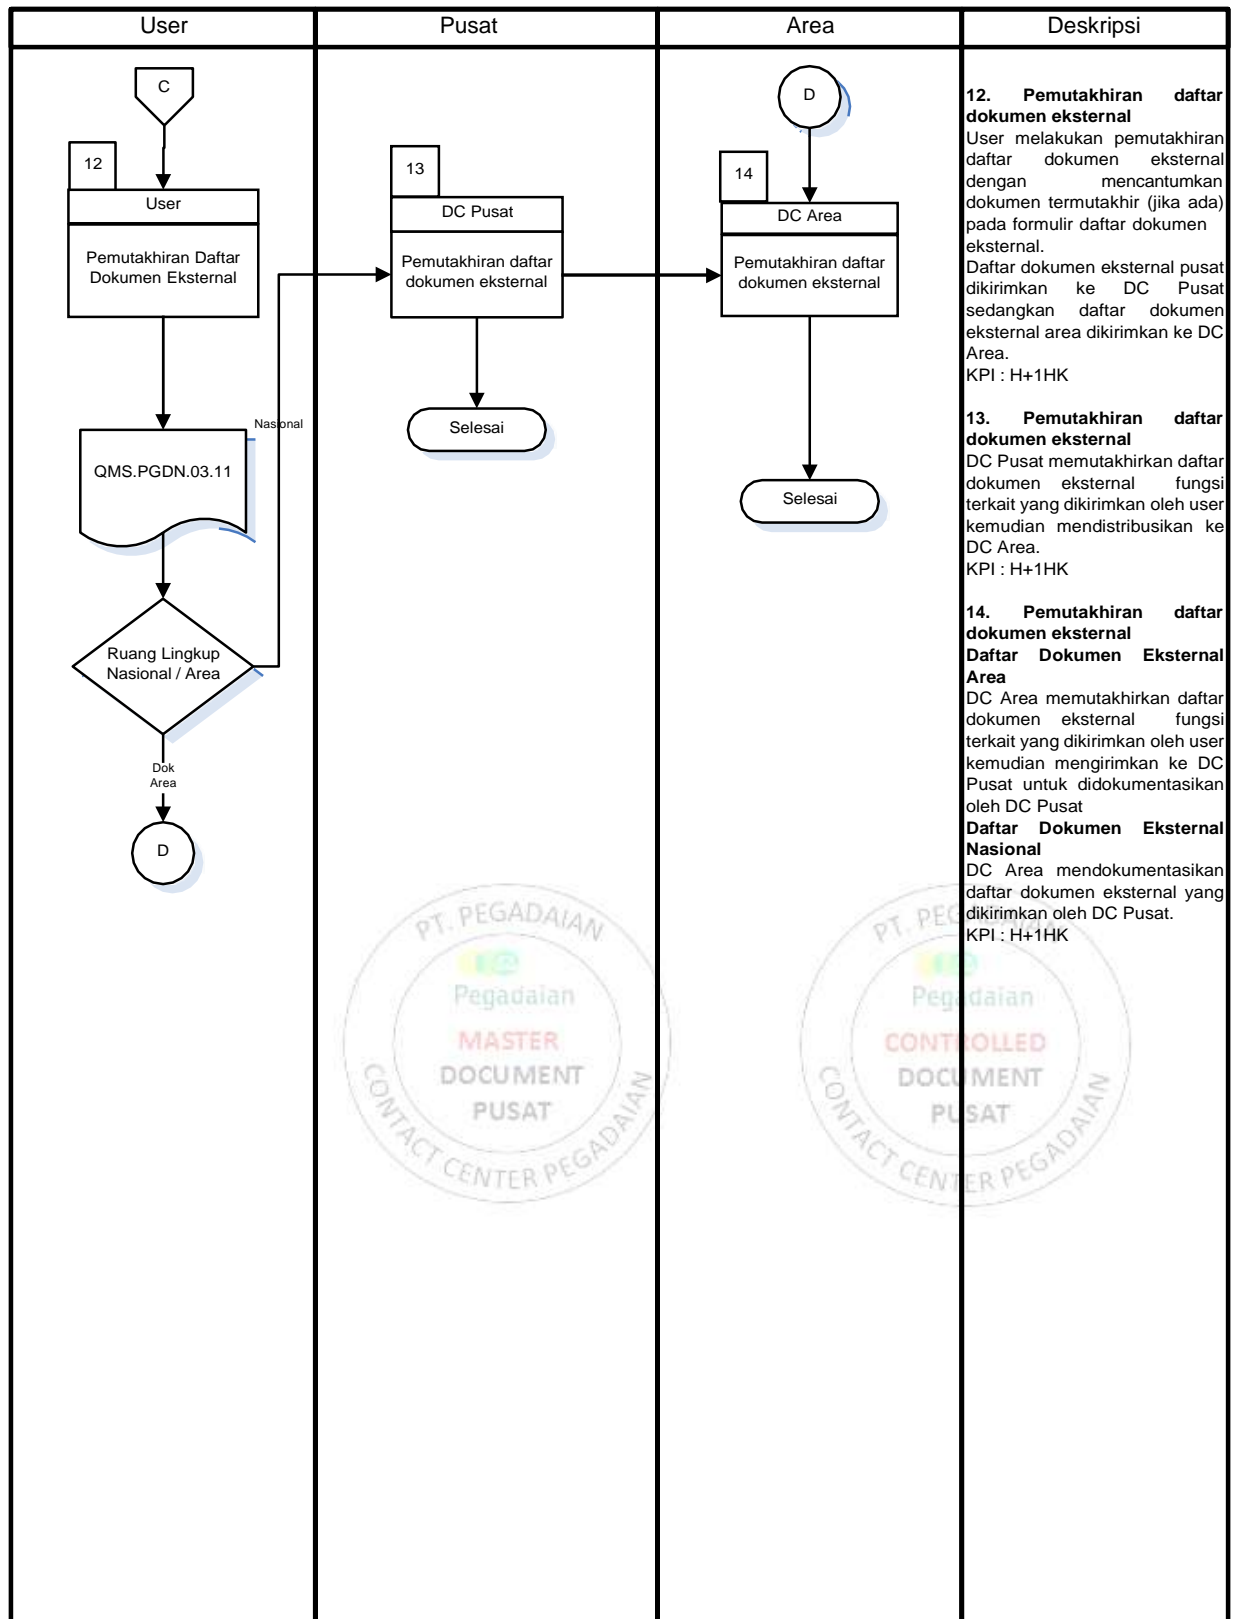 User
Pusat
Area
Deskripsi
C
12
User
Pemutakhiran Daftar
Dokumen Eksternal
QMS.PGDN.03.11
Nasional
Ruang Lingkup
Nasional / Area
Dok
Area
D
13
DC Pusat
Pemutakhiran daftar
dokumen eksternal
Selesai
D
14
DC Area
Pemutakhiran daftar
dokumen eksternal
Selesai
12. Pemutakhiran daftar
dokumen eksternal
User melakukan pemutakhiran
daftar dokumen eksternal
dengan mencantumkan
dokumen termutakhir (jika ada)
pada formulir daftar dokumen
eksternal.
Daftar dokumen eksternal pusat
dikirimkan ke DC Pusat
sedangkan daftar dokumen
eksternal area dikirimkan ke DC
Area.
KPI : H+1HK
13. Pemutakhiran daftar
dokumen eksternal
DC Pusat memutakhirkan daftar
dokumen eksternal fungsi
terkait yang dikirimkan oleh user
kemudian mendistribusikan ke
DC Area.
KPI : H+1HK
14. Pemutakhiran daftar
dokumen eksternal
Daftar Dokumen Eksternal
Area
DC Area memutakhirkan daftar
dokumen eksternal fungsi
terkait yang dikirimkan oleh user
kemudian mengirimkan ke DC
Pusat untuk didokumentasikan
oleh DC Pusat
Daftar Dokumen Eksternal
Nasional
DC Area mendokumentasikan
daftar dokumen eksternal yang
dikirimkan oleh DC Pusat.
KPI : H+1HK
PT. PEGADAIAN
Pegadaian
MASTER
DOCUMENT
PUSAT
CONTACT CENTER PEGADAIAN
PT. PEGADAIAN
Pegadaian
CONTROLLED
DOCUMENT
PUSAT
CONTACT CENTER PEGADAIAN